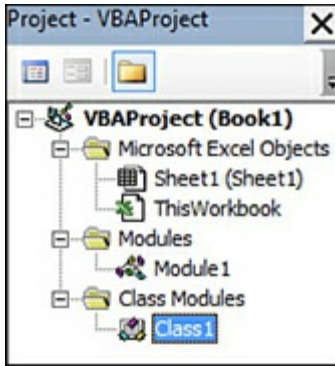 Project - VBAProject
VBAProject (Book1)
Microsoft Excel Objects
Sheet1 (Sheet1)
ThisWorkbook
Modules
Module1
Class Modules
Class1